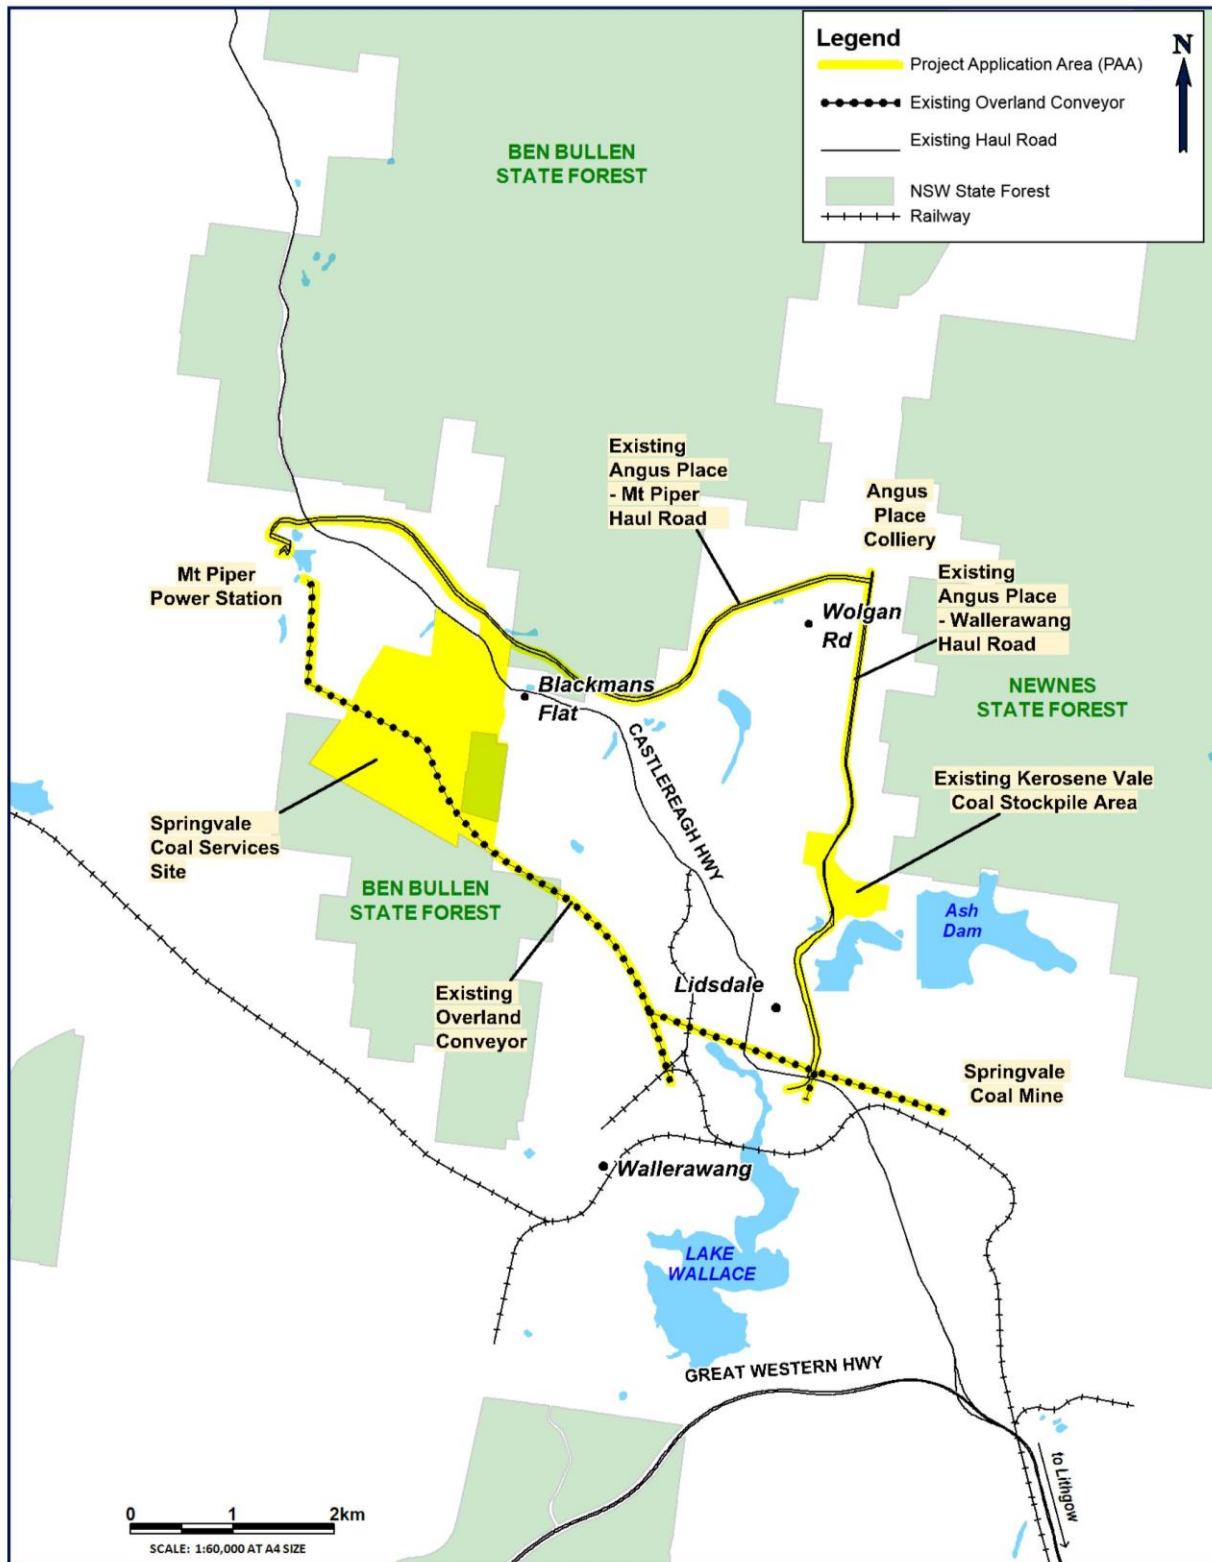 Legend
N
Project Application Area (PAA)
Existing Overland Conveyor
Existing Haul Road
NSW State Forest
Railway
BEN BULLEN
STATE FOREST
Existing
Angus Place
- Mt Piper
Haul Road
Angus
Place
Colliery
Mt Piper
Power Station
Existing
Angus Place
- Wallerawang
Haul Road
Wolgan
Rd
Blackmans
Flat
NEWNES
STATE FOREST
CASTLEREAGH HWY
Existing Kerosene Vale
Coal Stockpile Area
Springvale
Coal Services
Site
BEN BULLEN
STATE FOREST
Ash
Dam
Existing
Overland
Conveyor
Lidsdale
Springvale
Coal Mine
Wallerawang
LAKE
WALLACE
GREAT WESTERN HWY
to Lithgow
0 1 2km
SCALE: 1:60,000 AT A4 SIZE